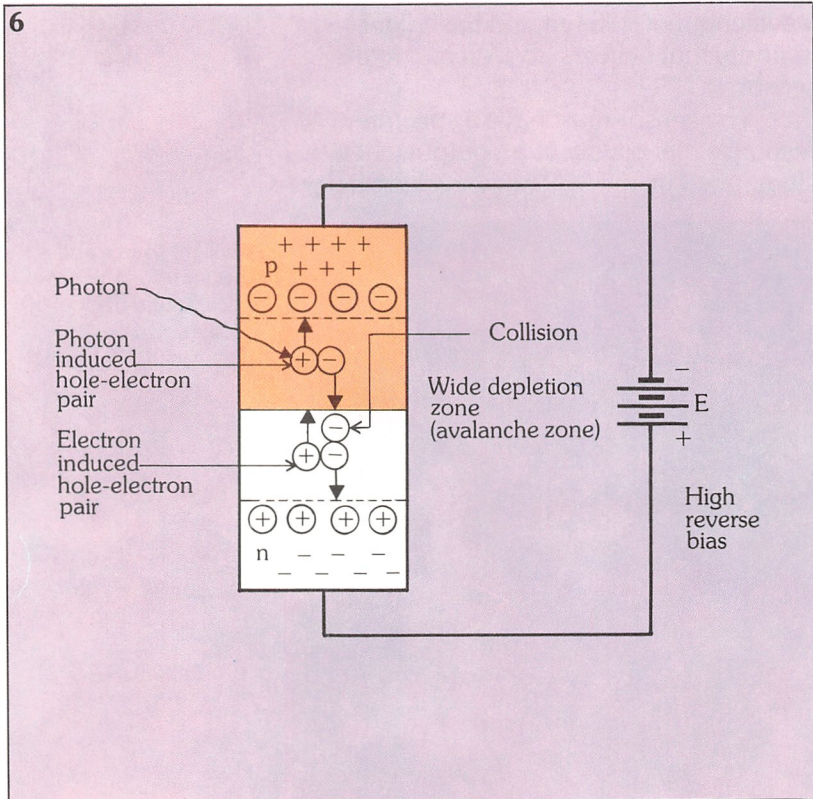 6
+ + + +
p + + +
− − − −
Photon
Collision
Photon
induced
hole-electron
pair
+ −
Wide depletion
zone
(avalanche zone)
−
E
+
Electron
induced
hole-electron
pair
−
+ −
High
reverse
bias
+ + + +
n − − −
− − − −